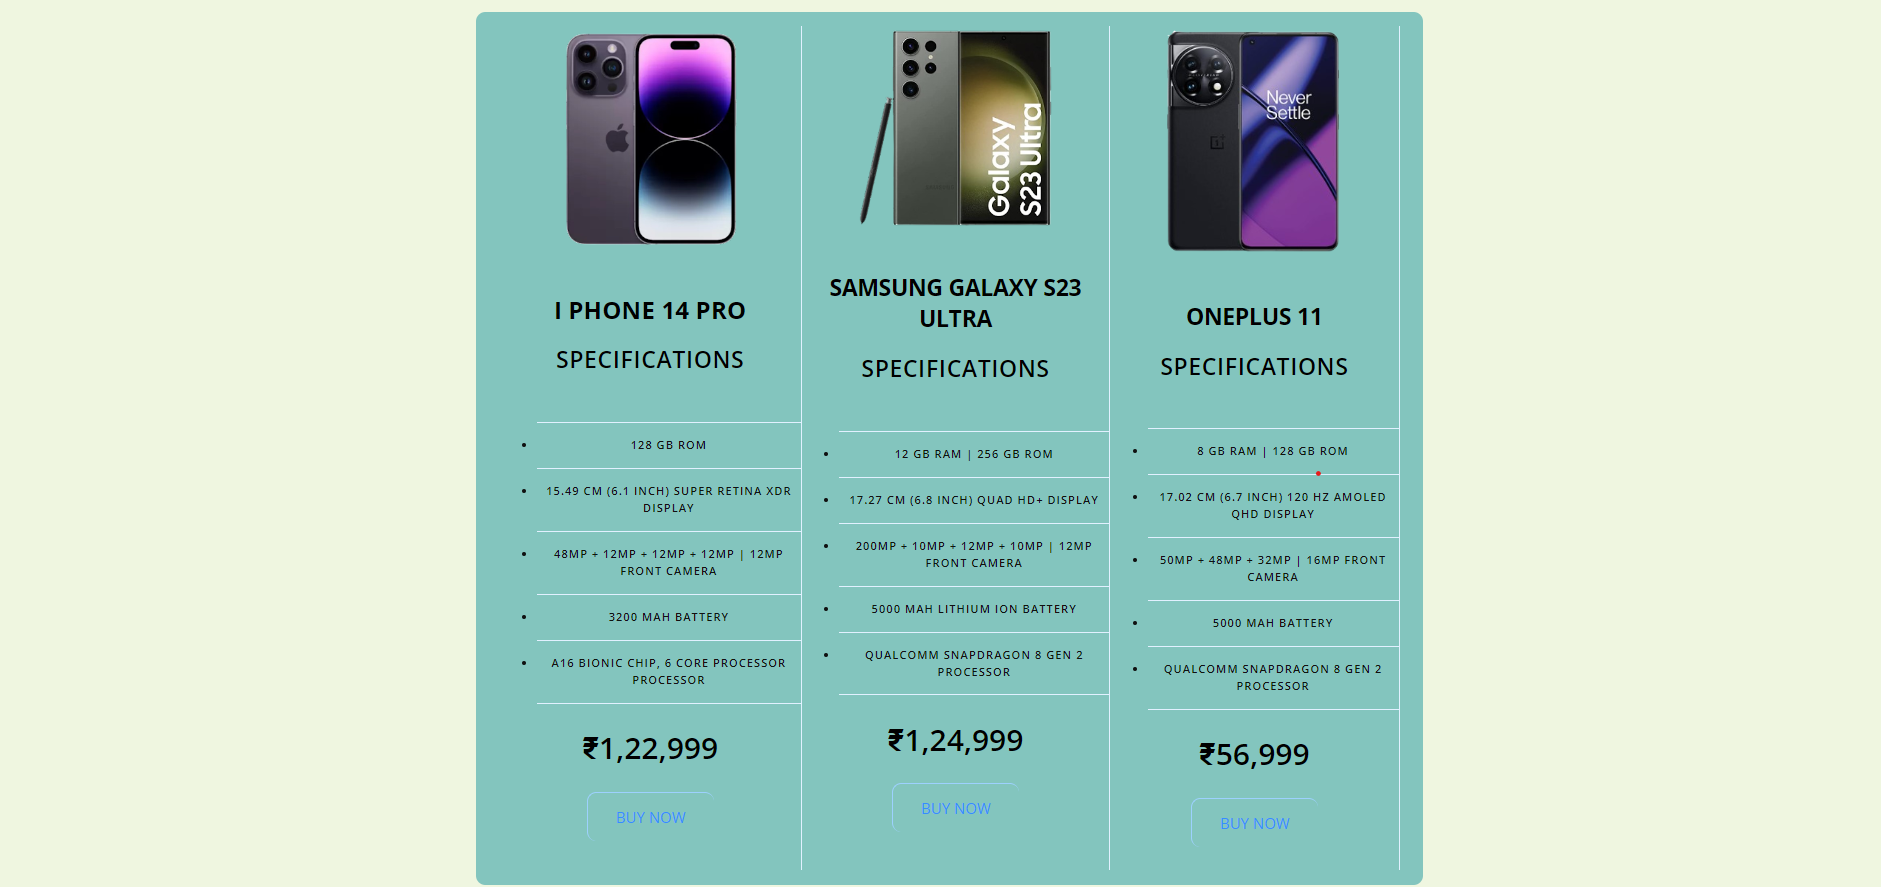 Galaxy
S23 Ultra
Never
Settle
I PHONE 14 PRO
SPECIFICATIONS
• 128 GB ROM
• 15.49 CM (6.1 INCH) SUPER RETINA XDR
DISPLAY
• 48MP + 12MP + 12MP + 12MP | 12MP
FRONT CAMERA
• 3200 MAH BATTERY
• A16 BIONIC CHIP, 6 CORE PROCESSOR
PROCESSOR
₹1,22,999
BUY NOW
SAMSUNG GALAXY S23
ULTRA
SPECIFICATIONS
• 12 GB RAM | 256 GB ROM
• 17.27 CM (6.8 INCH) QUAD HD+ DISPLAY
• 200MP + 10MP + 12MP + 10MP | 12MP
FRONT CAMERA
• 5000 MAH LITHIUM ION BATTERY
• QUALCOMM SNAPDRAGON 8 GEN 2
PROCESSOR
₹1,24,999
BUY NOW
ONEPLUS 11
SPECIFICATIONS
• 8 GB RAM | 128 GB ROM
• 17.02 CM (6.7 INCH) 120 HZ AMOLED
QHD DISPLAY
• 50MP + 48MP + 32MP | 16MP FRONT
CAMERA
• 5000 MAH BATTERY
• QUALCOMM SNAPDRAGON 8 GEN 2
PROCESSOR
₹56,999
BUY NOW